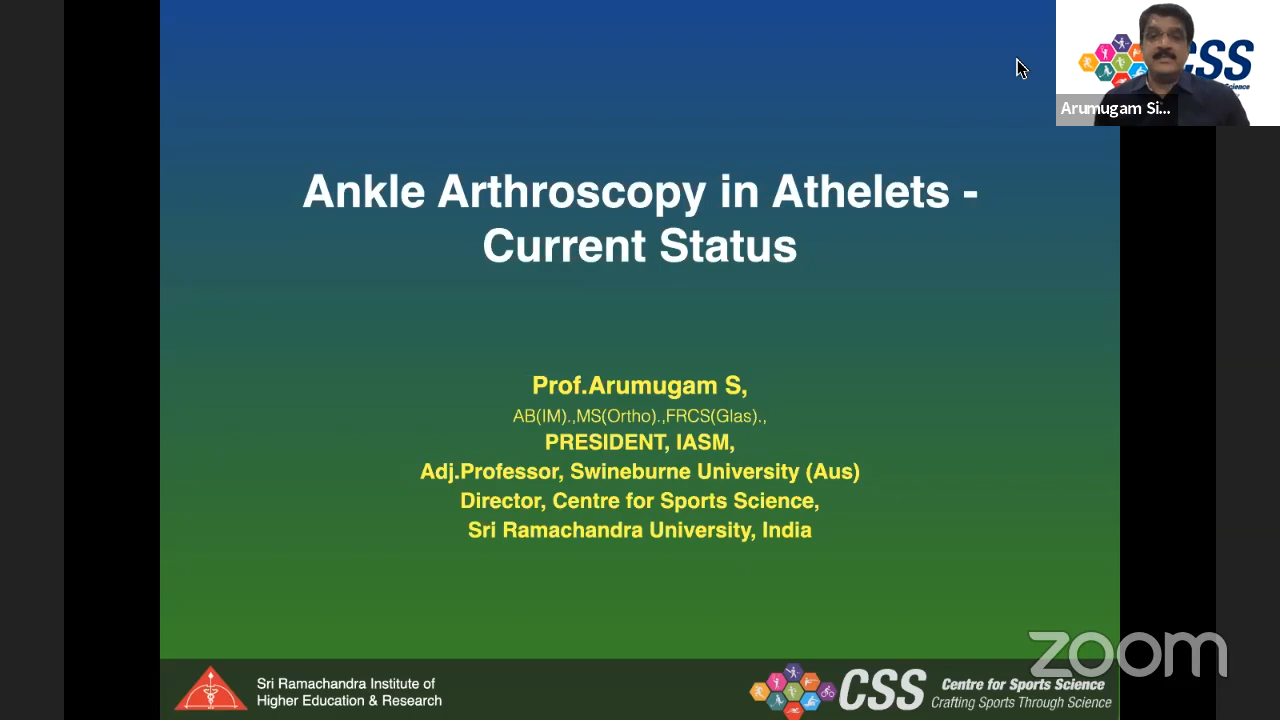 CSS
Science
Arumugam Si...
Ankle Arthroscopy in Athelets -
Current Status
Prof.Arumugam S,
AB(IM).,MS(Ortho).,FRCS(Glas).,
PRESIDENT, IASM,
Adj.Professor, Swineburne University (Aus)
Director, Centre for Sports Science,
Sri Ramachandra University, India
zoom
Sri Ramachandra Institute of
Higher Education & Research
CSS
Centre for Sports Science
Crafting Sports Through Science